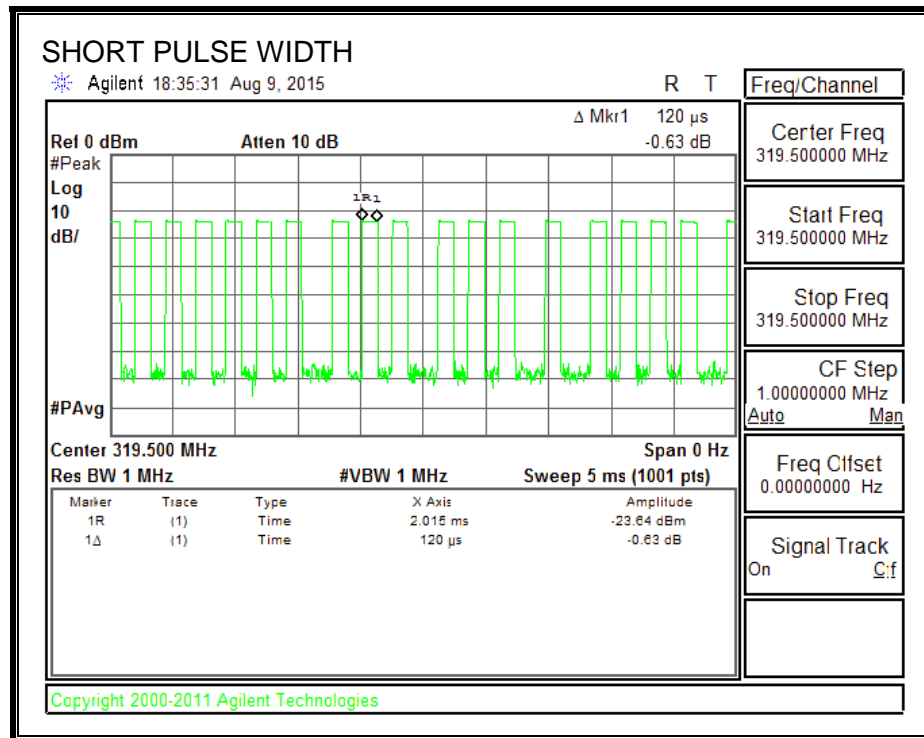 SHORT PULSE WIDTH
Agilent 18:35:31 Aug 9, 2015
R T
Freq/Channel
Δ Mkr1 120 µs
Ref 0 dBm
Atten 10 dB
-0.63 dB
#Peak
Log
10
dB/
1R1
#PAvg
Center 319.500 MHz
Span 0 Hz
Res BW 1 MHz
#VBW 1 MHz
Sweep 5 ms (1001 pts)
Marker Trace Type X Axis Amplitude
1R (1) Time 2.015 ms -23.64 dBm
1Δ (1) Time 120 µs -0.63 dB
Center Freq
319.500000 MHz
Start Freq
319.500000 MHz
Stop Freq
319.500000 MHz
CF Step
1.00000000 MHz
Auto Man
Freq Offset
0.00000000 Hz
Signal Track
On Off
Copyright 2000-2011 Agilent Technologies